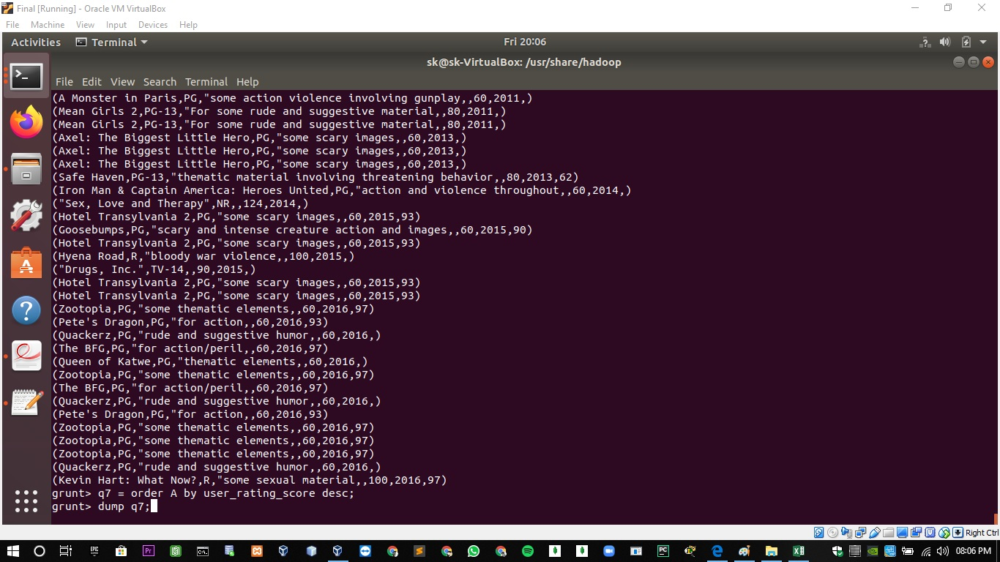 Final [Running] - Oracle VM VirtualBox
File Machine View Input Devices Help
Activities Terminal Fri 20:06
sk@sk-VirtualBox: /usr/share/hadoop
File Edit View Search Terminal Help
(A Monster in Paris,PG,"some action violence involving gunplay,,60,2011,)
(Mean Girls 2,PG-13,"For some rude and suggestive material,,80,2011,)
(Mean Girls 2,PG-13,"For some rude and suggestive material,,80,2011,)
(Axel: The Biggest Little Hero,PG,"some scary images,,60,2013,)
(Axel: The Biggest Little Hero,PG,"some scary images,,60,2013,)
(Axel: The Biggest Little Hero,PG,"some scary images,,60,2013,)
(Safe Haven,PG-13,"thematic material involving threatening behavior,,80,2013,62)
(Iron Man & Captain America: Heroes United,PG,"action and violence throughout,,60,2014,)
("Sex, Love and Therapy",NR,,124,2014,)
(Hotel Transylvania 2,PG,"some scary images,,60,2015,93)
(Goosebumps,PG,"scary and intense creature action and images,,60,2015,90)
(Hotel Transylvania 2,PG,"some scary images,,60,2015,93)
(Hyena Road,R,"bloody war violence,,100,2015,)
("Drugs, Inc.",TV-14,,90,2015,)
(Hotel Transylvania 2,PG,"some scary images,,60,2015,93)
(Hotel Transylvania 2,PG,"some scary images,,60,2015,93)
(Zootopia,PG,"some thematic elements,,60,2016,97)
(Pete's Dragon,PG,"for action,,60,2016,93)
(Quackerz,PG,"rude and suggestive humor,,60,2016,)
(The BFG,PG,"for action/peril,,60,2016,97)
(Queen of Katwe,PG,"thematic elements,,60,2016,)
(Zootopia,PG,"some thematic elements,,60,2016,97)
(The BFG,PG,"for action/peril,,60,2016,97)
(Quackerz,PG,"rude and suggestive humor,,60,2016,)
(Pete's Dragon,PG,"for action,,60,2016,93)
(Zootopia,PG,"some thematic elements,,60,2016,97)
(Zootopia,PG,"some thematic elements,,60,2016,97)
(Zootopia,PG,"some thematic elements,,60,2016,97)
(Quackerz,PG,"rude and suggestive humor,,60,2016,)
(Kevin Hart: What Now?,R,"some sexual material,,100,2016,97)
grunt> q7 = order A by user_rating_score desc;
grunt> dump q7;
Right Ctrl
EPIC Pr PC 08:06 PM